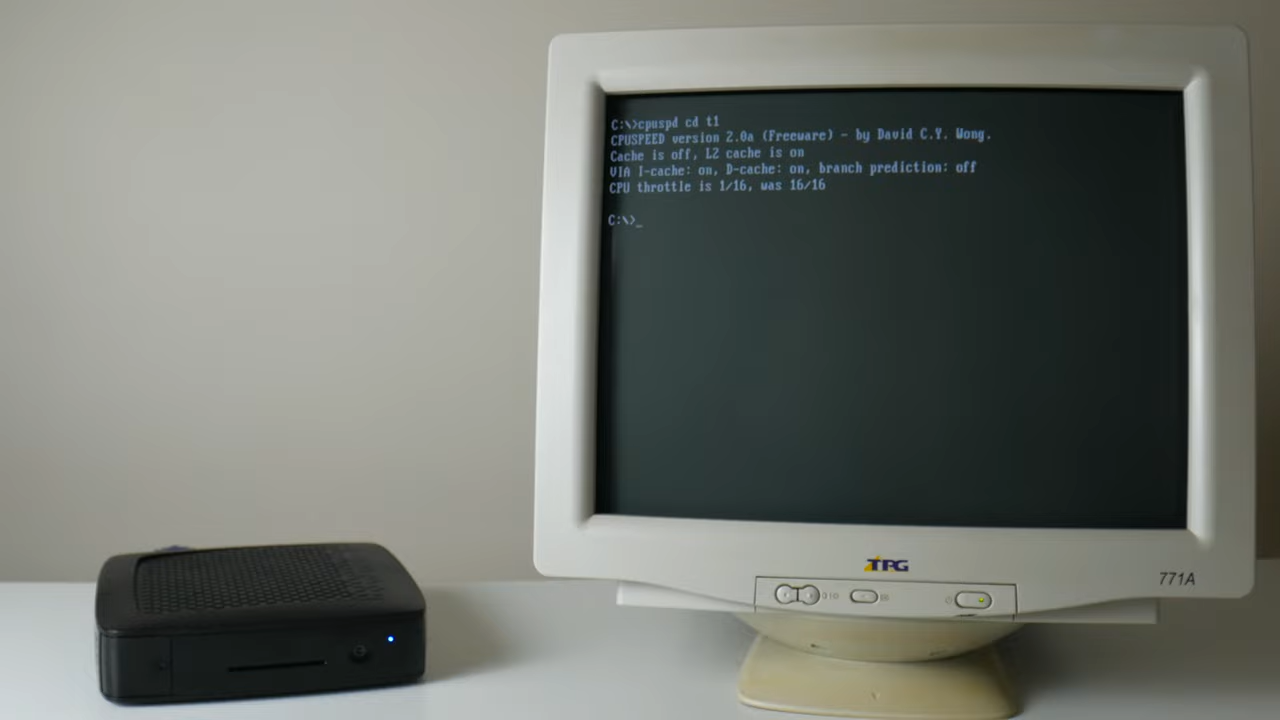 C:\>cpuspd cd t1
CPUSPEED version 2.0a (Freeware) - by David C.Y. Wong.
Cache is off, L2 cache is on
VIA I-cache: on, D-cache: on, branch prediction: off
CPU throttle is 1/16, was 16/16
C:\>_
TPG
771A